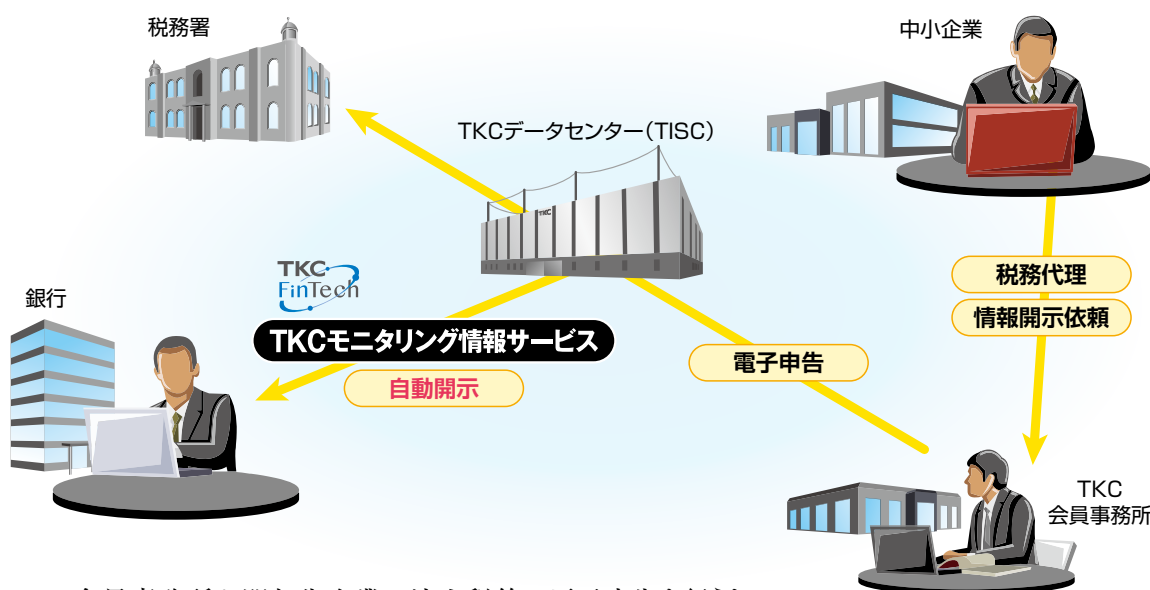 税務署
中小企業
TKCデータセンター（TISC）
TKC
TKC
FinTech
銀行
税務代理
情報開示依頼
TKCモニタリング情報サービス
電子申告
自動開示
TKC
会員事務所